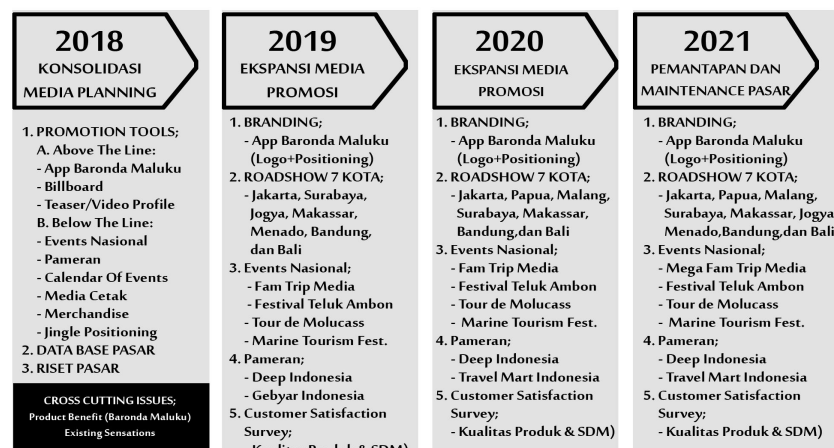 2018
KONSOLIDASI
MEDIA PLANNING
1. PROMOTION TOOLS;
A. Above The Line:
- App Baronda Maluku
- Billboard
- Teaser/Video Profile
B. Below The Line:
- Events Nasional
- Pameran
- Calendar Of Events
- Media Cetak
- Merchandise
- Jingle Positioning
2. DATA BASE PASAR
3. RISET PASAR
CROSS CUTTING ISSUES;
Product Benefit (Baronda Maluku)
Existing Sensations
2019
EKSPANSI MEDIA
PROMOSI
1. BRANDING;
- App Baronda Maluku
(Logo+Positioning)
2. ROADSHOW 7 KOTA;
- Jakarta, Surabaya,
Jogya, Makassar,
Menado, Bandung,
dan Bali
3. Events Nasional;
- Fam Trip Media
- Festival Teluk Ambon
- Tour de Molucass
- Marine Tourism Fest.
4. Pameran;
- Deep Indonesia
- Gebyar Indonesia
5. Customer Satisfaction
Survey;
- Kualitas Produk & SDM)
2020
EKSPANSI MEDIA
PROMOSI
1. BRANDING;
- App Baronda Maluku
(Logo+Positioning)
2. ROADSHOW 7 KOTA;
- Jakarta, Papua, Malang,
Surabaya, Makassar,
Bandung,dan Bali
3. Events Nasional;
- Fam Trip Media
- Festival Teluk Ambon
- Tour de Molucass
- Marine Tourism Fest.
4. Pameran;
- Deep Indonesia
- Travel Mart Indonesia
5. Customer Satisfaction
Survey;
- Kualitas Produk & SDM)
2021
PEMANTAPAN DAN
MAINTENANCE PASAR
1. BRANDING;
- App Baronda Maluku
(Logo+Positioning)
2. ROADSHOW 7 KOTA;
- Jakarta, Papua, Malang,
Surabaya, Makassar, Jogya
Menado,Bandung,dan Bali
3. Events Nasional;
- Mega Fam Trip Media
- Festival Teluk Ambon
- Tour de Molucass
- Marine Tourism Fest.
4. Pameran;
- Deep Indonesia
- Travel Mart Indonesia
5. Customer Satisfaction
Survey;
- Kualitas Produk & SDM)